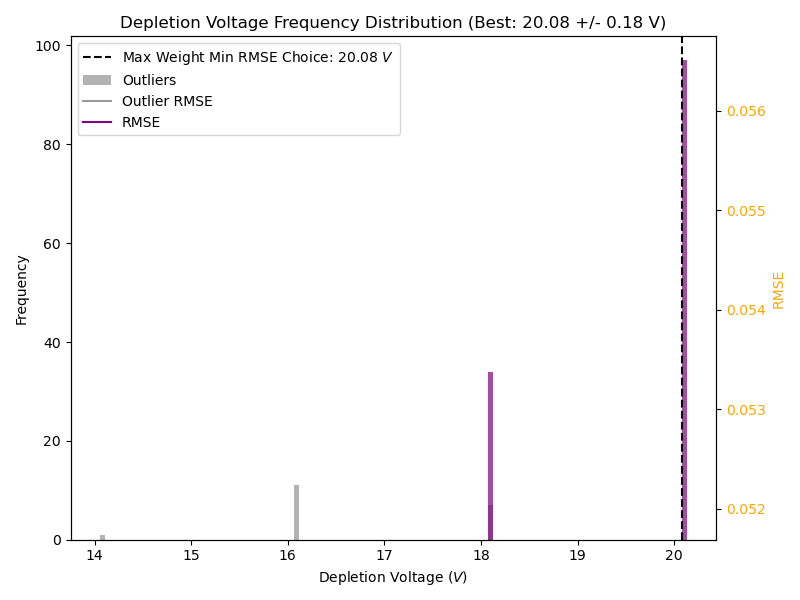 Depletion Voltage Frequency Distribution (Best: 20.08 +/- 0.18 V)
Max Weight Min RMSE Choice: 20.08 V
Outliers
Outlier RMSE
RMSE
100
80
60
40
20
0
Frequency
0.056
0.055
0.054
0.053
0.052
RMSE
14 15 16 17 18 19 20
Depletion Voltage (V)